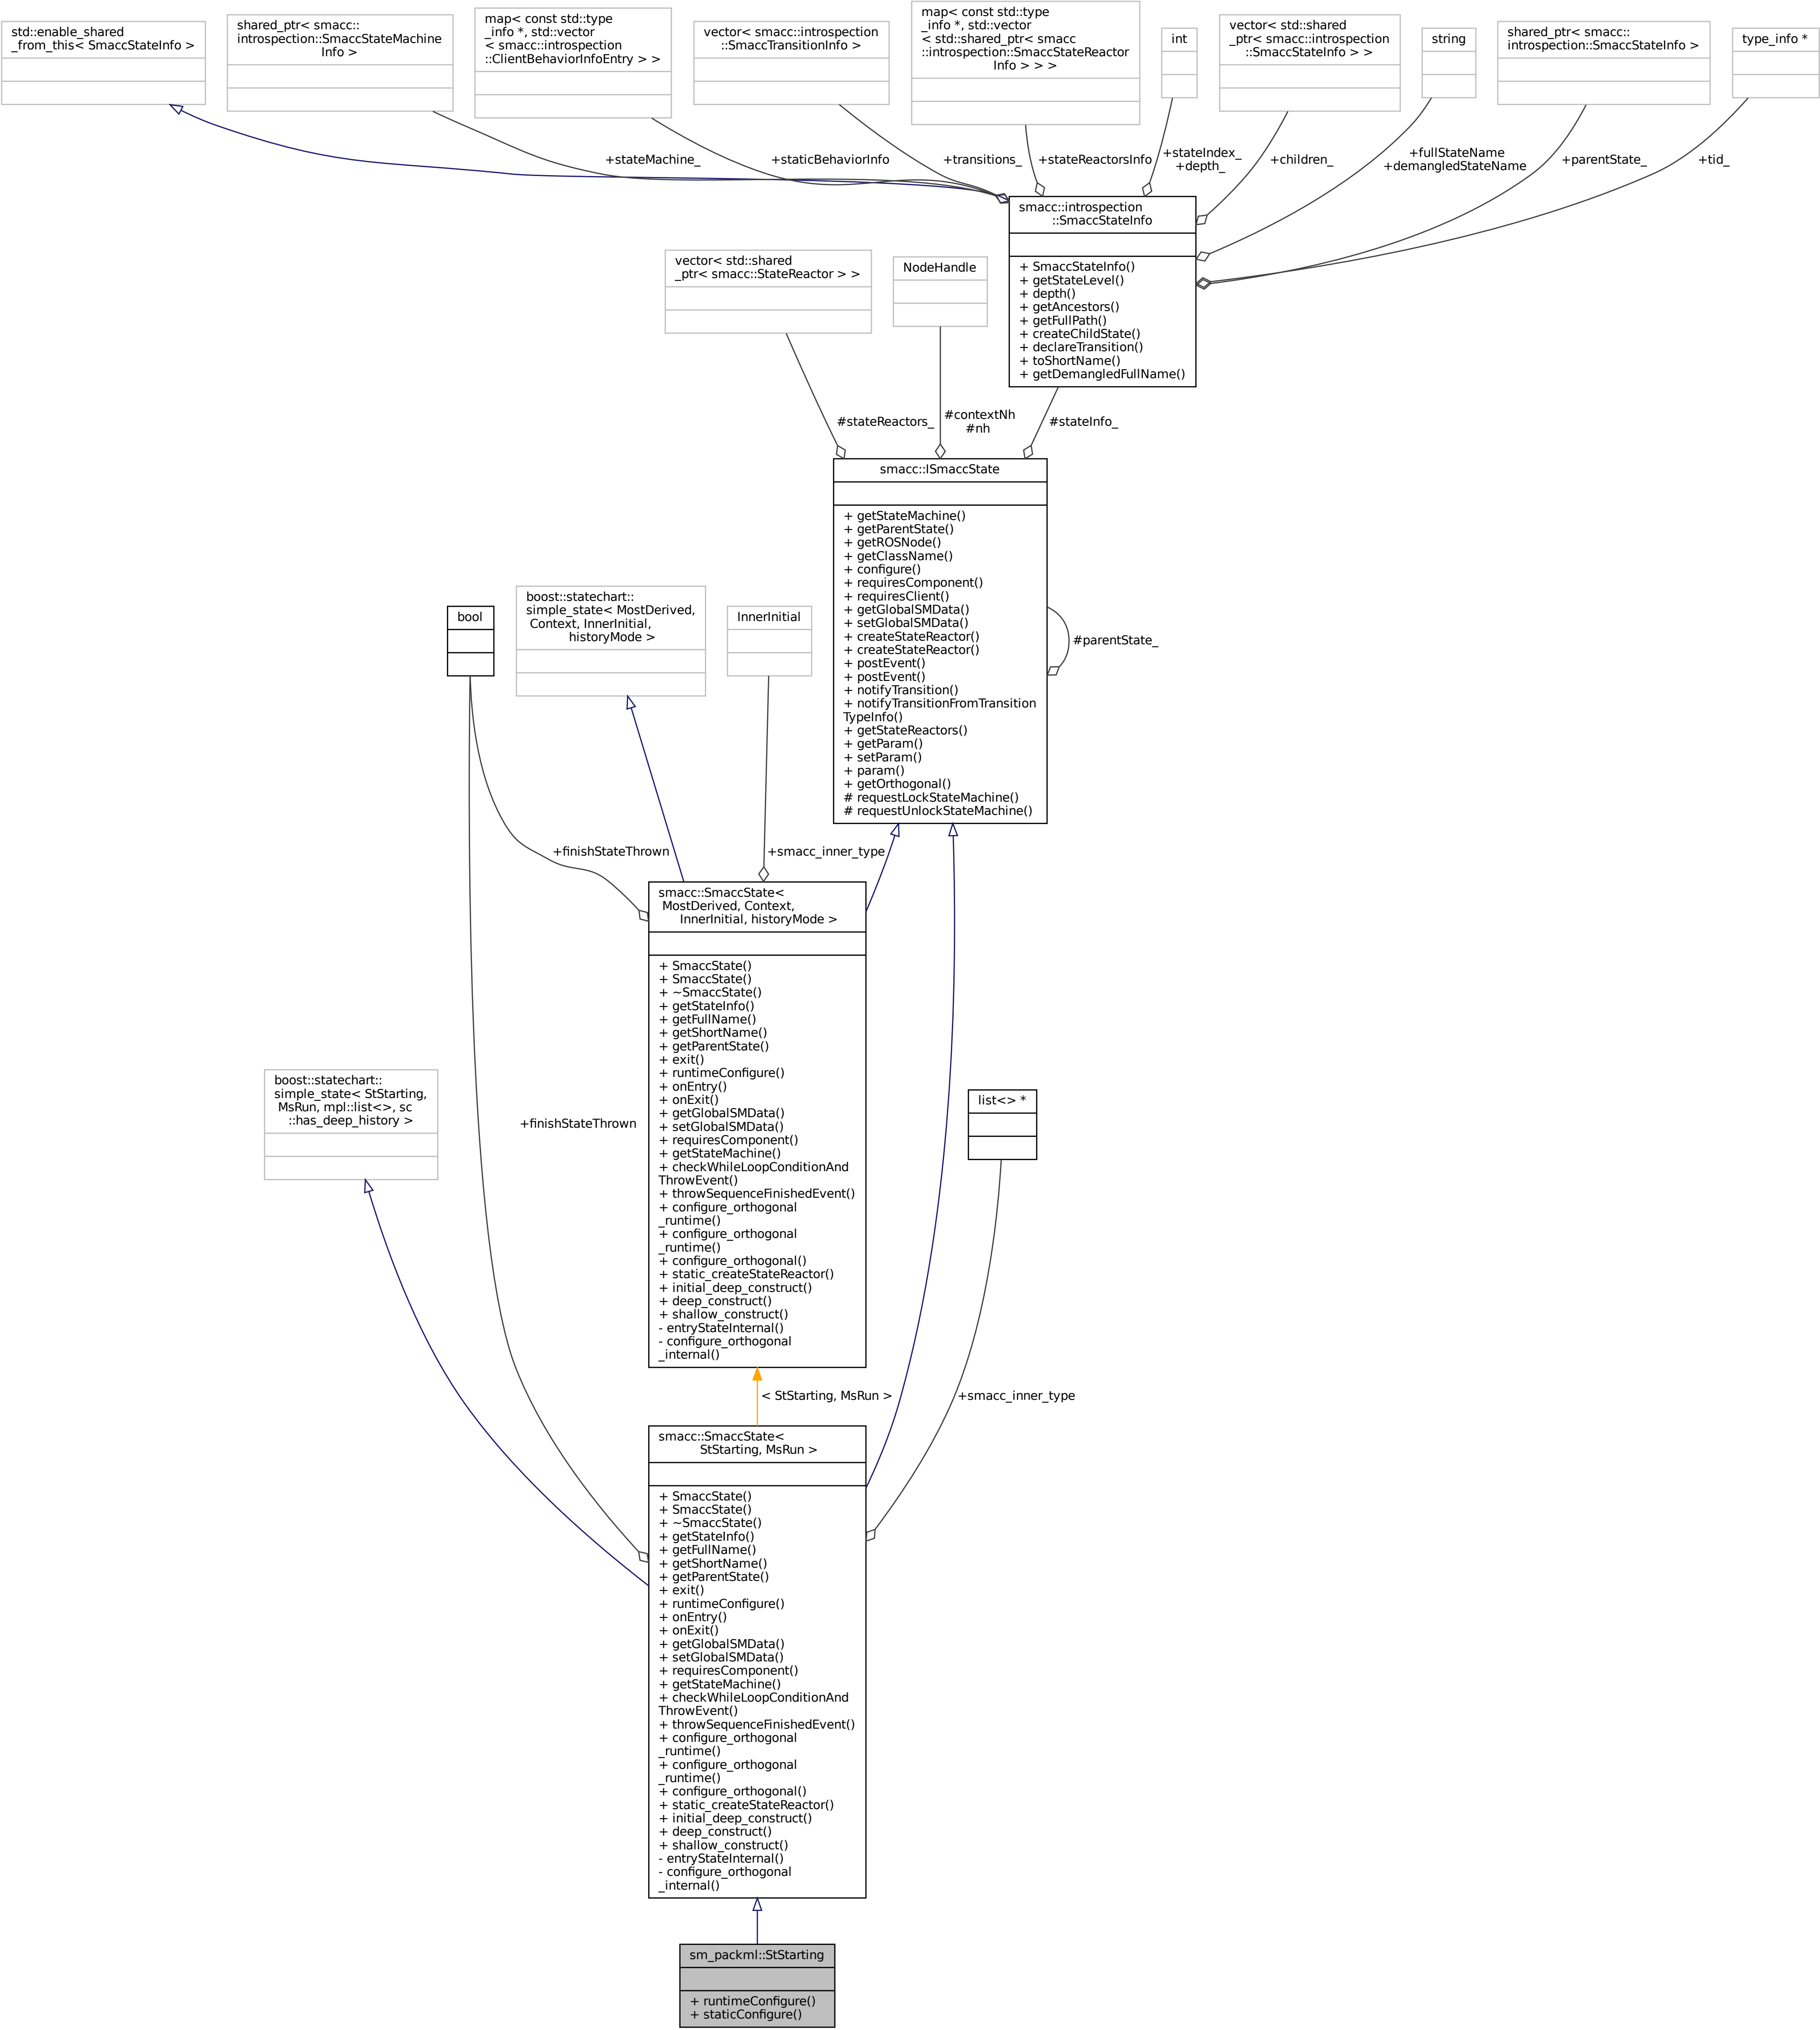 std::enable_shared
_from_this< SmaccStateInfo >
shared_ptr< smacc::
introspection::SmaccStateMachine
Info >
map< const std::type
_info *, std::vector
< smacc::introspection
::ClientBehaviorInfoEntry > >
vector< smacc::introspection
::SmaccTransitionInfo >
map< const std::type
_info *, std::vector
< std::shared_ptr< smacc
::introspection::SmaccStateReactor
Info > > >
int
vector< std::shared
_ptr< smacc::introspection
::SmaccStateInfo > >
string
shared_ptr< smacc::
introspection::SmaccStateInfo >
type_info *
+stateMachine_
+staticBehaviorInfo
+transitions_
+stateReactorsInfo
+stateIndex_
+depth_
+children_
+fullStateName
+demangledStateName
+parentState_
+tid_
smacc::introspection
::SmaccStateInfo
+ SmaccStateInfo()
+ getStateLevel()
+ depth()
+ getAncestors()
+ getFullPath()
+ createChildState()
+ declareTransition()
+ toShortName()
+ getDemangledFullName()
vector< std::shared
_ptr< smacc::StateReactor > >
NodeHandle
#stateReactors_
#contextNh
#nh
#stateInfo_
smacc::ISmaccState
+ getStateMachine()
+ getParentState()
+ getROSNode()
+ getClassName()
+ configure()
+ requiresComponent()
+ requiresClient()
+ getGlobalSMData()
+ setGlobalSMData()
+ createStateReactor()
+ createStateReactor()
+ postEvent()
+ postEvent()
+ notifyTransition()
+ notifyTransitionFromTransition
TypeInfo()
+ getStateReactors()
+ getParam()
+ setParam()
+ param()
+ getOrthogonal()
# requestLockStateMachine()
# requestUnlockStateMachine()
#parentState_
bool
boost::statechart::
simple_state< MostDerived,
Context, InnerInitial,
historyMode >
InnerInitial
+finishStateThrown
+smacc_inner_type
smacc::SmaccState<
MostDerived, Context,
InnerInitial, historyMode >
+ SmaccState()
+ SmaccState()
+ ~SmaccState()
+ getStateInfo()
+ getFullName()
+ getShortName()
+ getParentState()
+ exit()
+ runtimeConfigure()
+ onEntry()
+ onExit()
+ getGlobalSMData()
+ setGlobalSMData()
+ requiresComponent()
+ getStateMachine()
+ checkWhileLoopConditionAnd
ThrowEvent()
+ throwSequenceFinishedEvent()
+ configure_orthogonal
_runtime()
+ configure_orthogonal
_runtime()
+ configure_orthogonal()
+ static_createStateReactor()
+ initial_deep_construct()
+ deep_construct()
+ shallow_construct()
- entryStateInternal()
- configure_orthogonal
_internal()
boost::statechart::
simple_state< StStarting,
MsRun, mpl::list<>, sc
::has_deep_history >
+finishStateThrown
list<> *
< StStarting, MsRun >
+smacc_inner_type
smacc::SmaccState<
StStarting, MsRun >
+ SmaccState()
+ SmaccState()
+ ~SmaccState()
+ getStateInfo()
+ getFullName()
+ getShortName()
+ getParentState()
+ exit()
+ runtimeConfigure()
+ onEntry()
+ onExit()
+ getGlobalSMData()
+ setGlobalSMData()
+ requiresComponent()
+ getStateMachine()
+ checkWhileLoopConditionAnd
ThrowEvent()
+ throwSequenceFinishedEvent()
+ configure_orthogonal
_runtime()
+ configure_orthogonal
_runtime()
+ configure_orthogonal()
+ static_createStateReactor()
+ initial_deep_construct()
+ deep_construct()
+ shallow_construct()
- entryStateInternal()
- configure_orthogonal
_internal()
sm_packml::StStarting
+ runtimeConfigure()
+ staticConfigure()